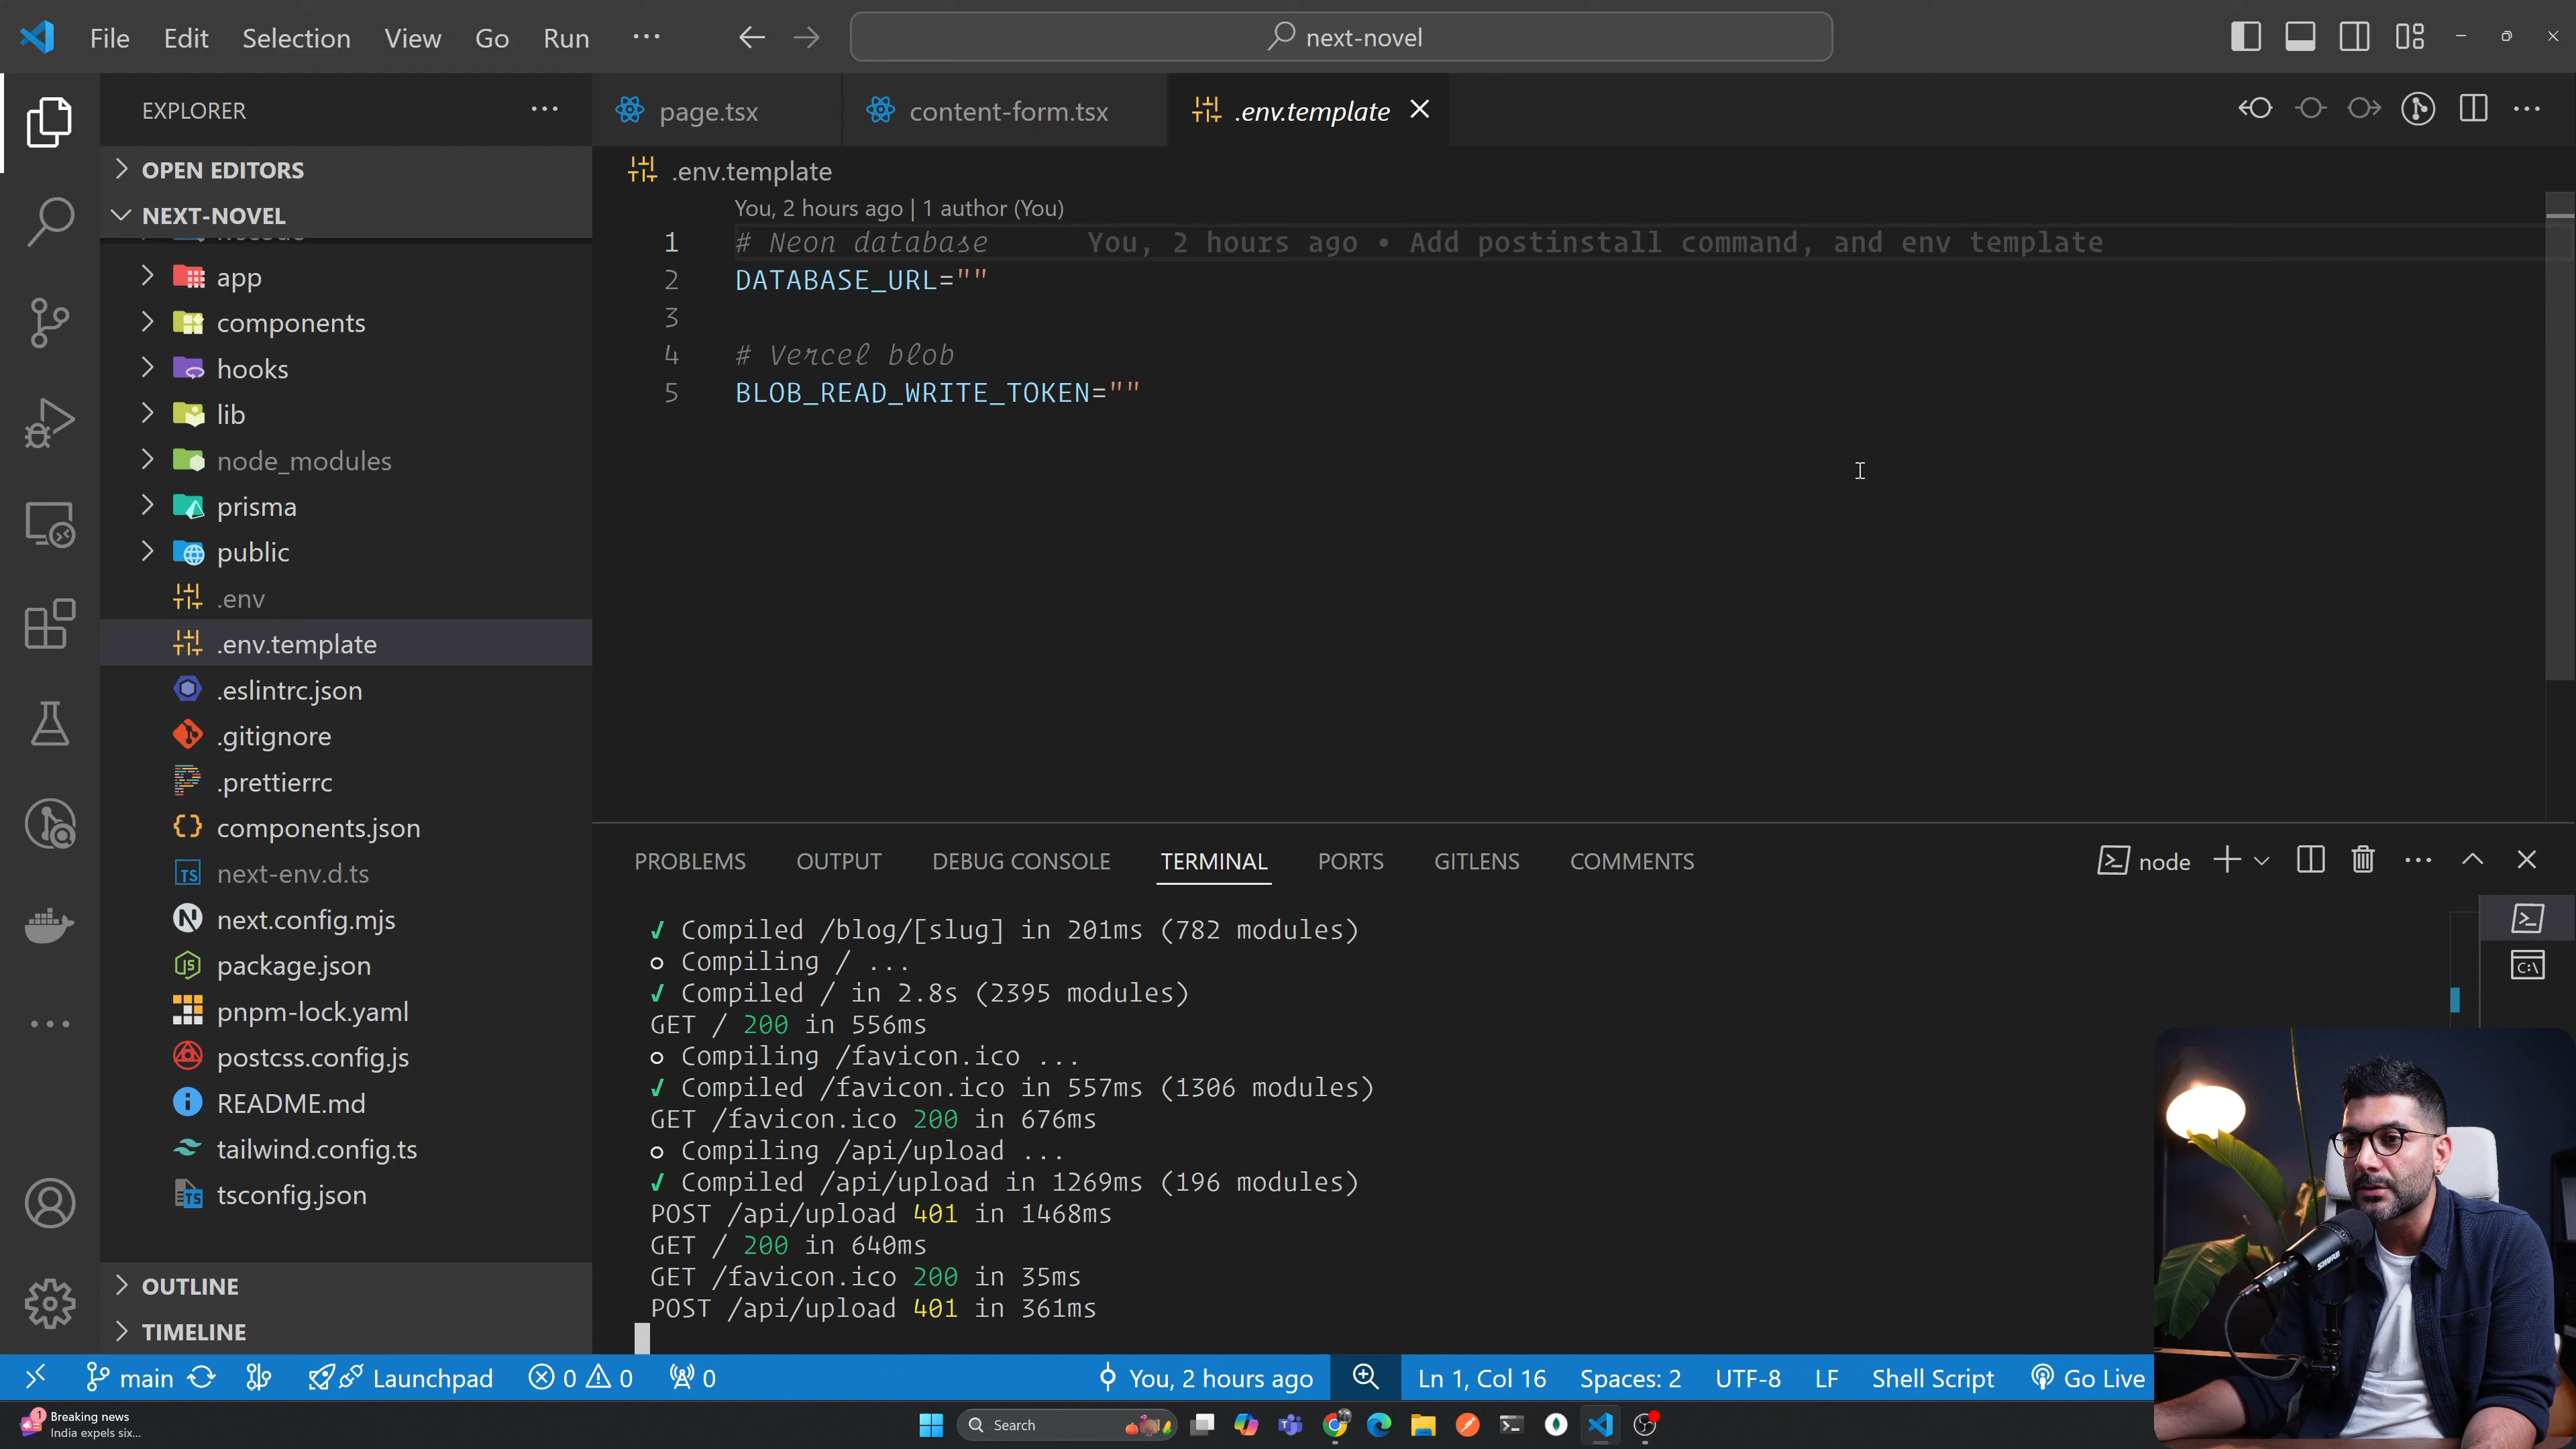 File Edit Selection View Go Run ···
next-novel
EXPLORER
OPEN EDITORS
NEXT-NOVEL
app
components
hooks
lib
node_modules
prisma
public
.env
.env.template
.eslintrc.json
.gitignore
.prettierrc
components.json
next-env.d.ts
next.config.mjs
package.json
pnpm-lock.yaml
postcss.config.js
README.md
tailwind.config.ts
tsconfig.json
OUTLINE
TIMELINE
page.tsx content-form.tsx .env.template
.env.template
You, 2 hours ago | 1 author (You)
1 # Neon database You, 2 hours ago • Add postinstall command, and env template
2 DATABASE_URL=""
3
4 # Vercel blob
5 BLOB_READ_WRITE_TOKEN=""
PROBLEMS OUTPUT DEBUG CONSOLE TERMINAL PORTS GITLENS COMMENTS
node
✓ Compiled /blog/[slug] in 201ms (782 modules)
○ Compiling / ...
✓ Compiled / in 2.8s (2395 modules)
GET / 200 in 556ms
○ Compiling /favicon.ico ...
✓ Compiled /favicon.ico in 557ms (1306 modules)
GET /favicon.ico 200 in 676ms
○ Compiling /api/upload ...
✓ Compiled /api/upload in 1269ms (196 modules)
POST /api/upload 401 in 1468ms
GET / 200 in 640ms
GET /favicon.ico 200 in 35ms
POST /api/upload 401 in 361ms
main Launchpad 0 0 0 You, 2 hours ago Ln 1, Col 16 Spaces: 2 UTF-8 LF Shell Script Go Live
1
Breaking news
India expels six...
Search